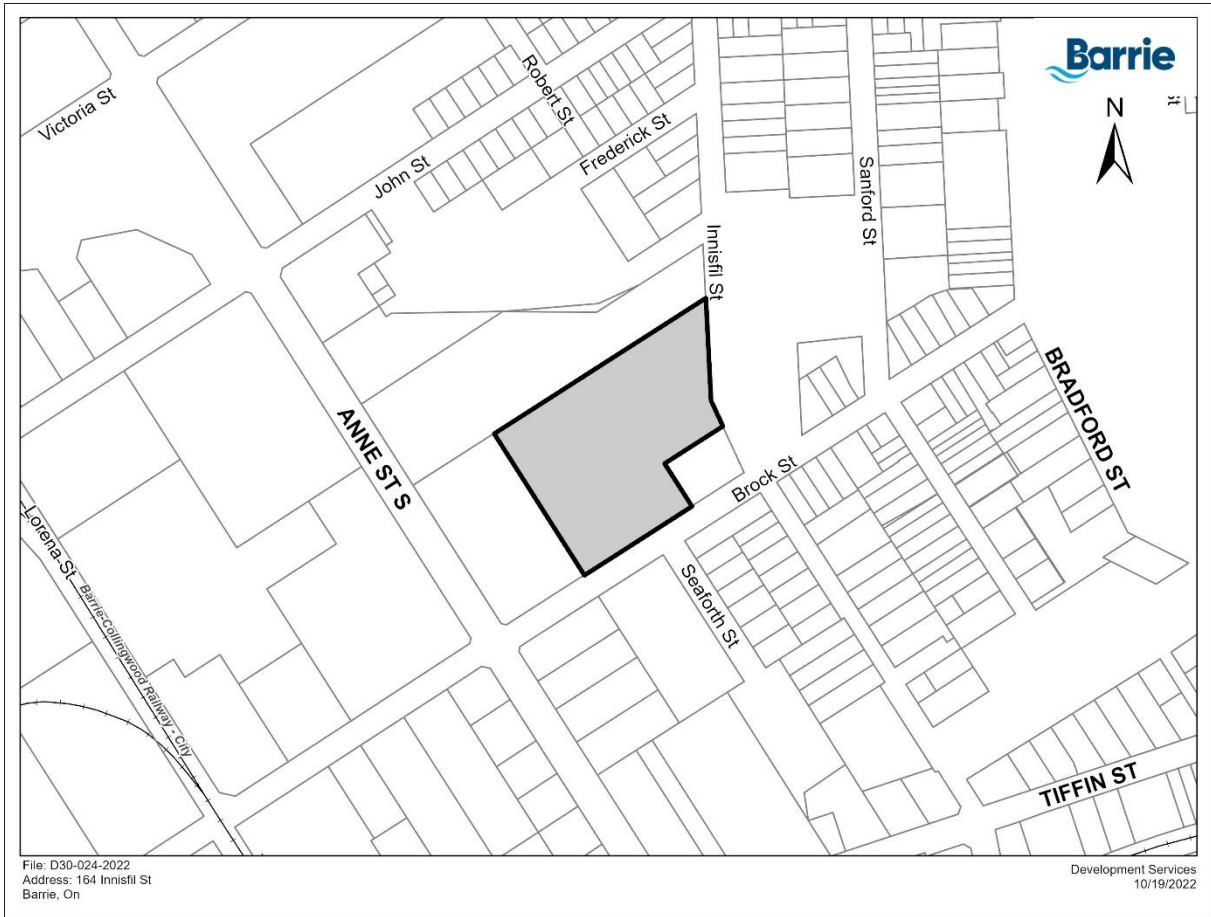 Barrie
N
St
Victoria St
Robert St
John St
Frederick St
Sanford St
Innisfil St
ANNE ST S
BRADFORD ST
Brock St
Lorena St
Barrie-Collingwood Railway - City
Seaforth St
TIFFIN ST
File: D30-024-2022
Address: 164 Innisfil St
Barrie, On
Development Services
10/19/2022